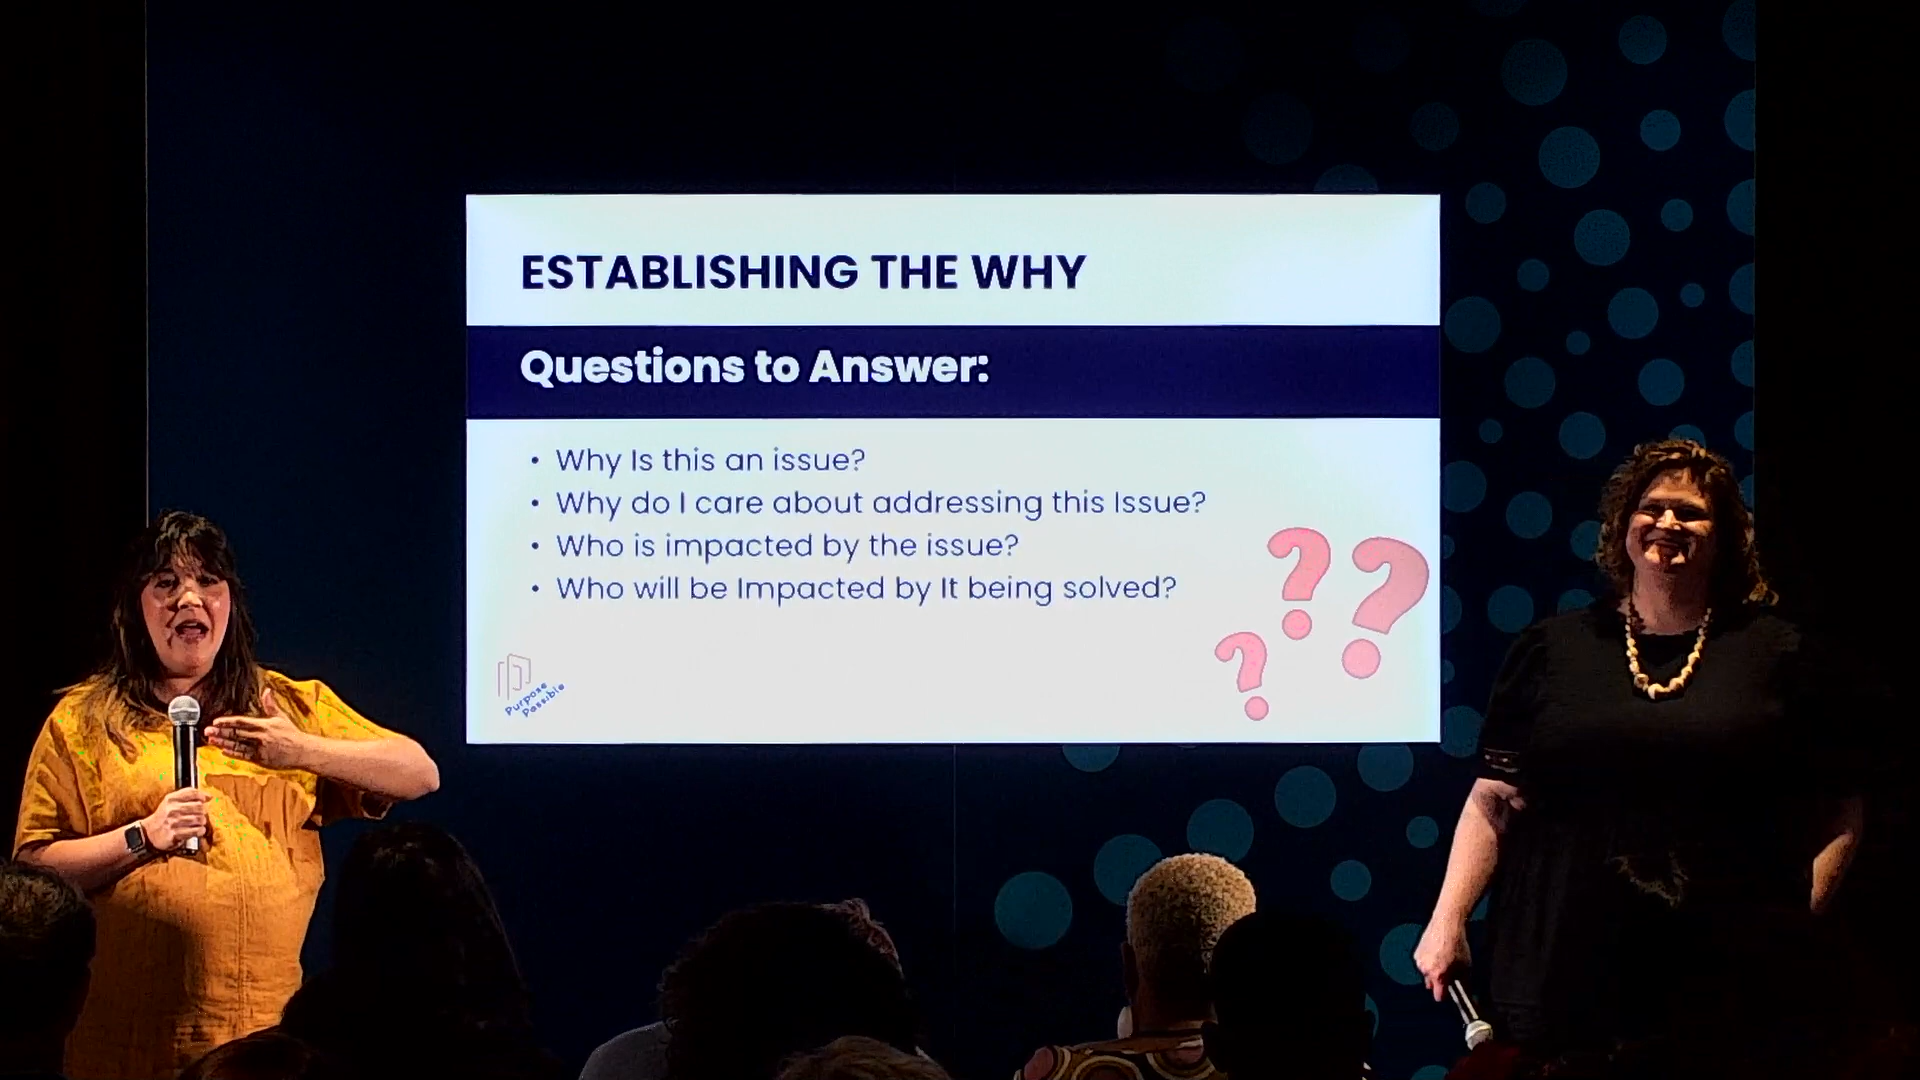 ESTABLISHING THE WHY
Questions to Answer:
• Why Is this an issue?
• Why do I care about addressing this Issue?
• Who is impacted by the issue?
• Who will be Impacted by It being solved?
Purpose
Possible